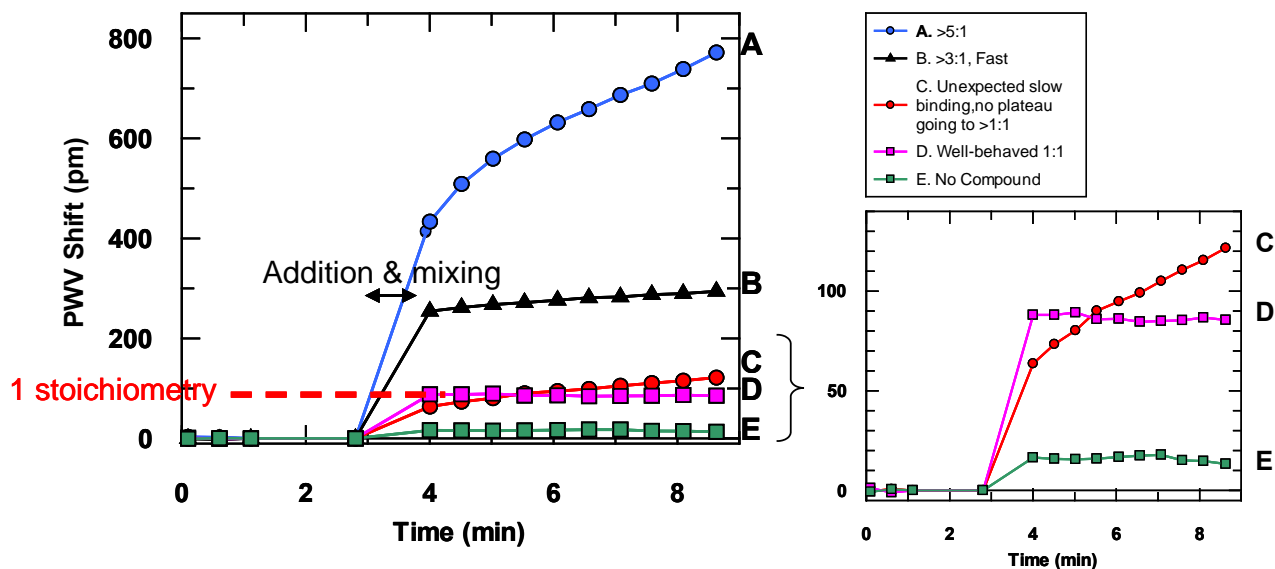 800
600
400
200
0
PWV Shift (pm)
0
2
4
6
8
Time (min)
Addition & mixing
1 stoichiometry
A
B
C
D
E
A. >5:1
B. >3:1, Fast
C. Unexpected slow
binding,no plateau
going to >1:1
D. Well-behaved 1:1
E. No Compound
100
50
0
C
D
E
0
2
4
6
8
Time (min)